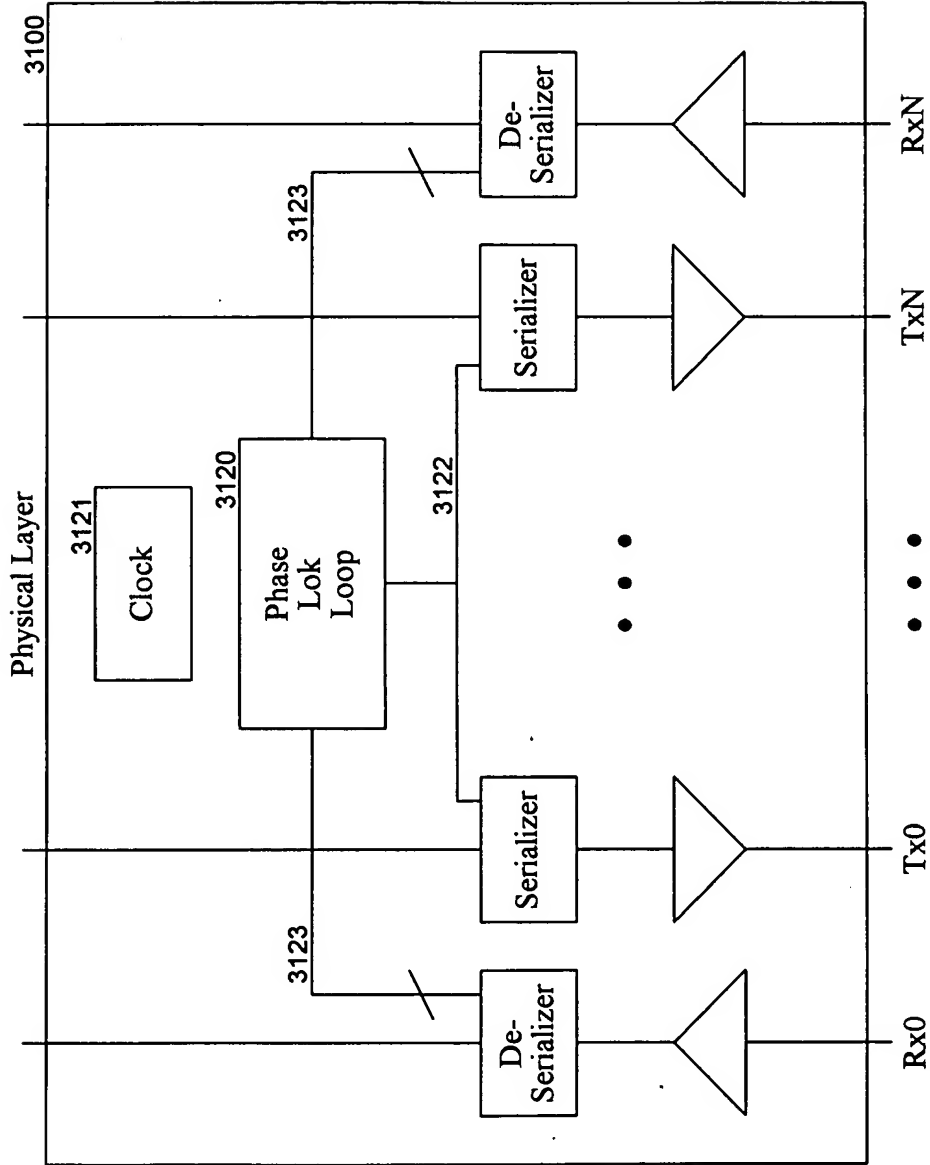 Physical Layer
3100
3121
Clock
3120
Phase
Lok
Loop
3123
3123
3122
De-
Serializer
Serializer
Serializer
De-
Serializer
Rx0
Tx0
TxN
RxN